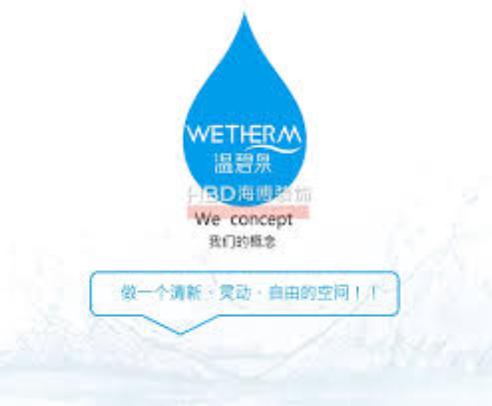 WETHERM
温碧泉
HBD海博装饰
We concept
我们的概念
做一个清新·灵动·自由的空间！！